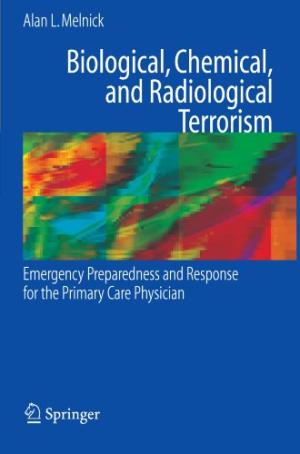 Alan L. Melnick
Biological, Chemical,
and Radiological
Terrorism
Emergency Preparedness and Response
for the Primary Care Physician
Springer